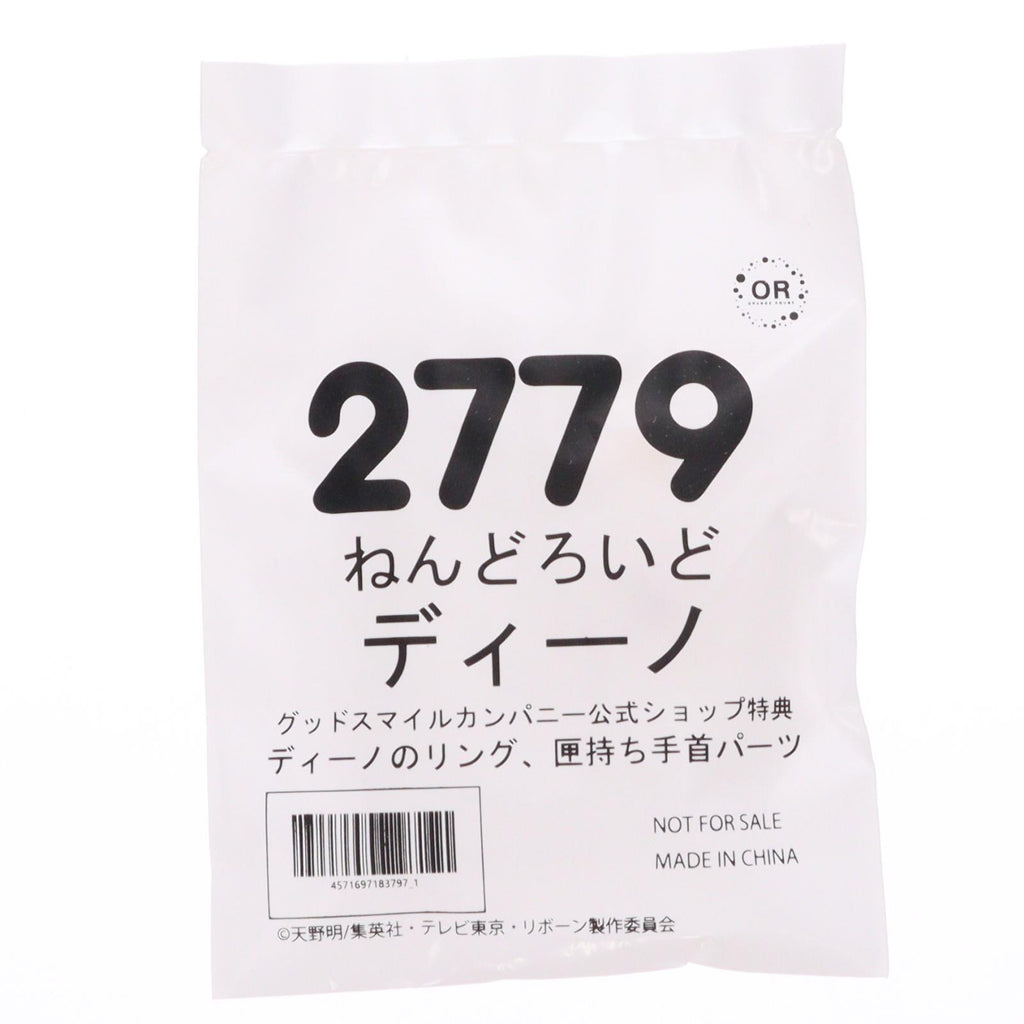 OR
ORANGE ROUGE
2779
ねんどろいど
ディーノ
グッドスマイルカンパニー公式ショップ特典
ディーノのリング、匣持ち手首パーツ
NOT FOR SALE
MADE IN CHINA
4571697183797_1
©天野明/集英社・テレビ東京・リボーン製作委員会